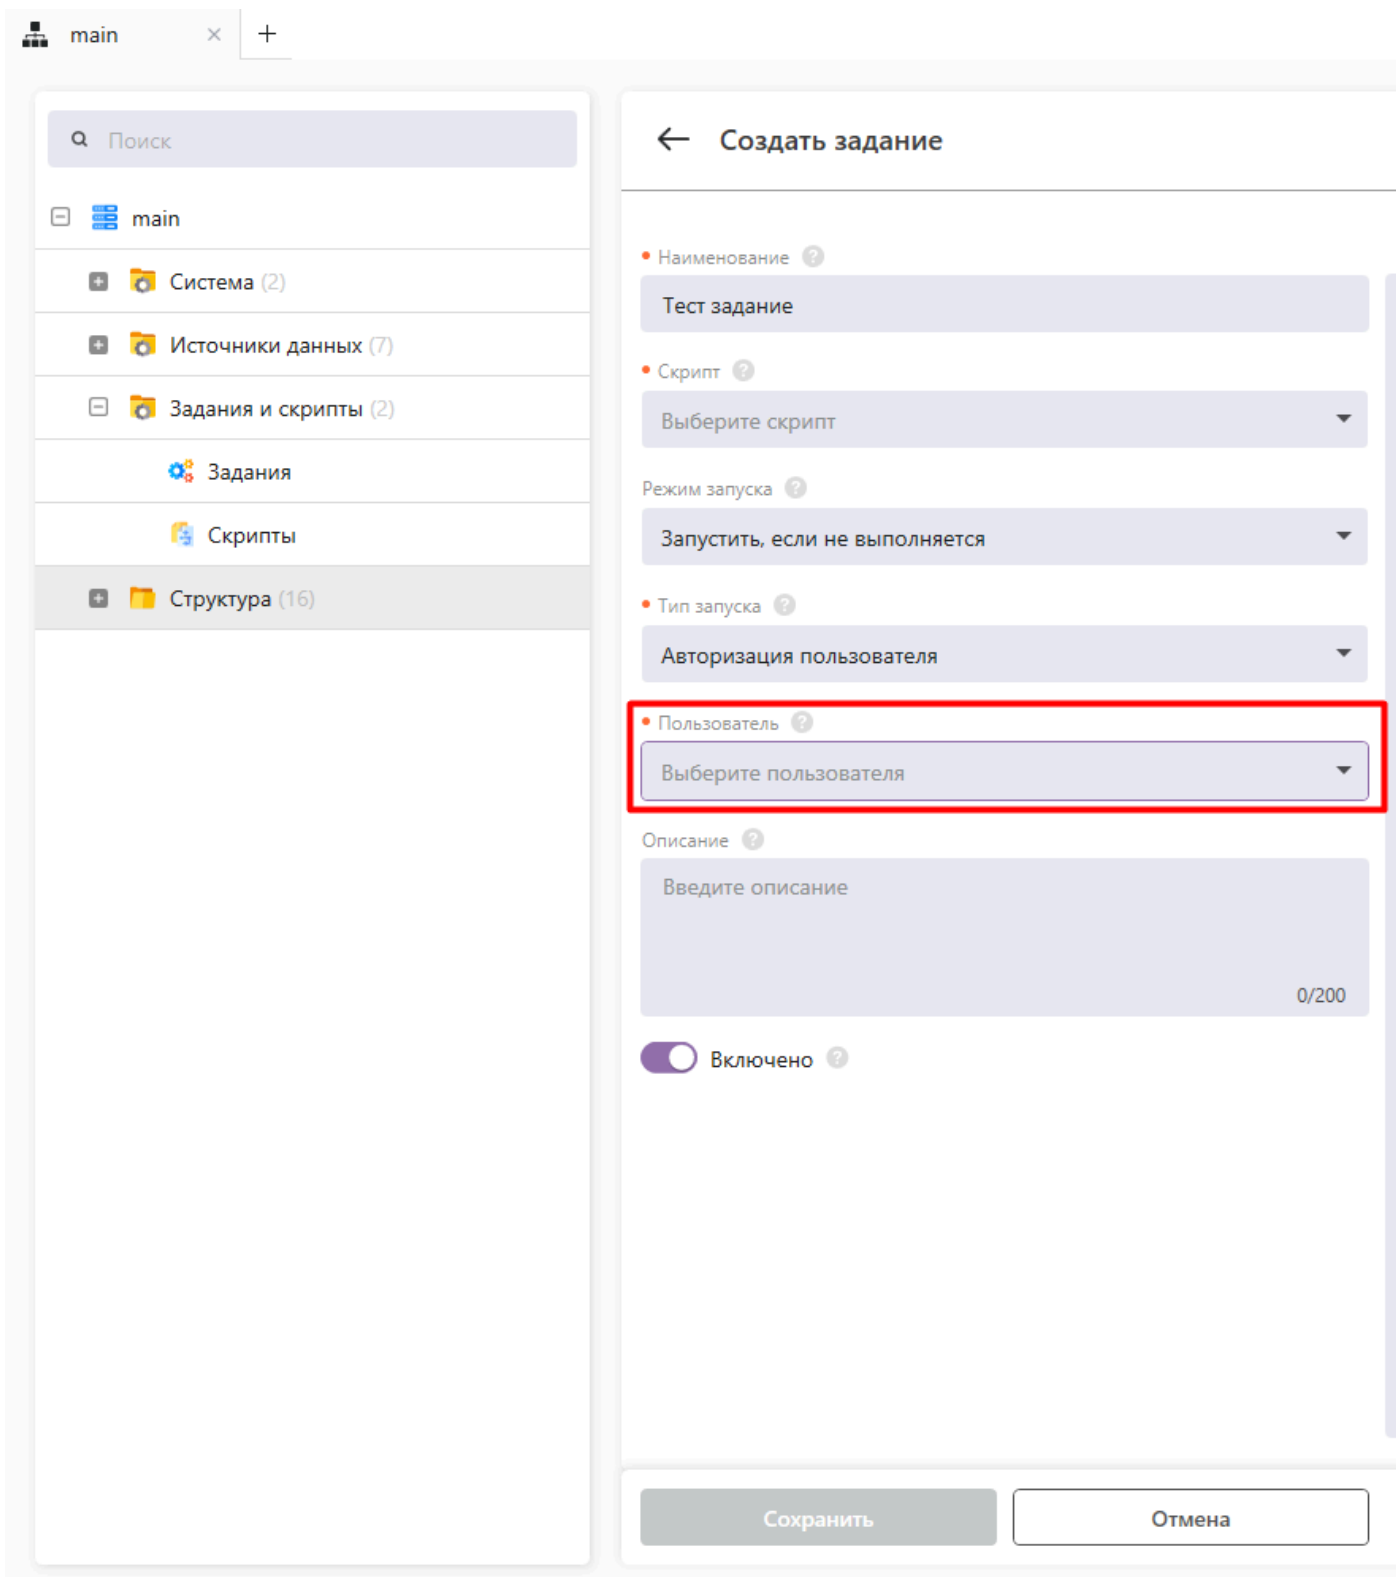 main
Поиск
main
Система (2)
Источники данных (7)
Задания и скрипты (2)
Задания
Скрипты
Структура (16)
Создать задание
Наименование
Тест задание
Скрипт
Выберите скрипт
Режим запуска
Запустить, если не выполняется
Тип запуска
Авторизация пользователя
Пользователь
Выберите пользователя
Описание
Введите описание
0/200
Включено
Сохранить
Отмена